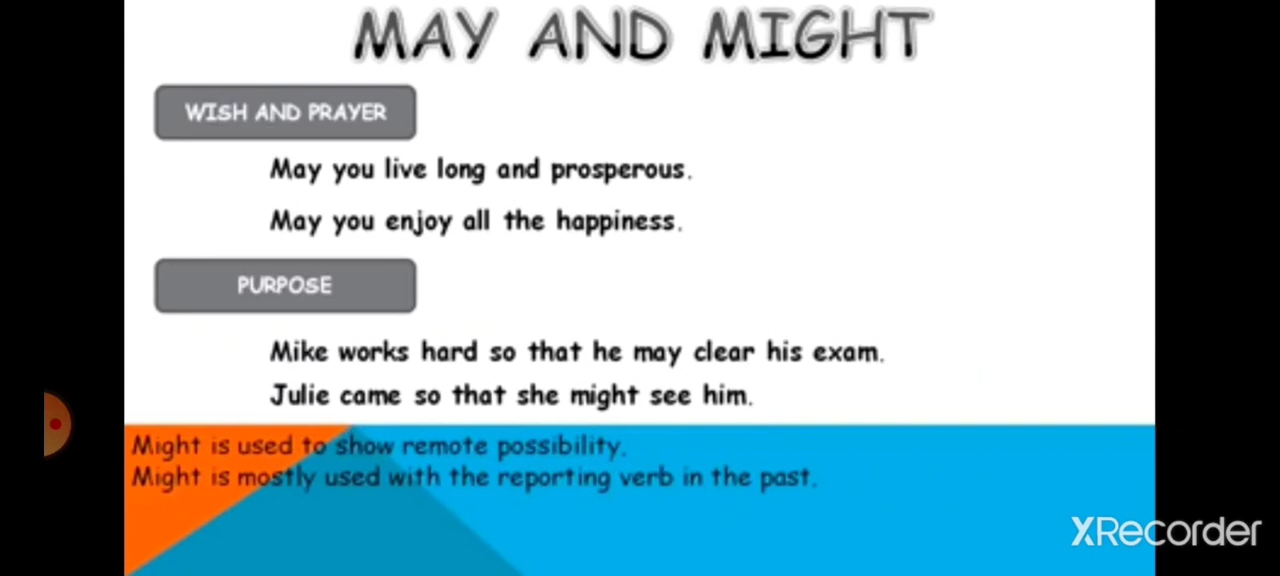 MAY AND MIGHT
WISH AND PRAYER
May you live long and prosperous.
May you enjoy all the happiness.
PURPOSE
Mike works hard so that he may clear his exam.
Julie came so that she might see him.
Might is used to show remote possibility.
Might is mostly used with the reporting verb in the past.
XRecorder